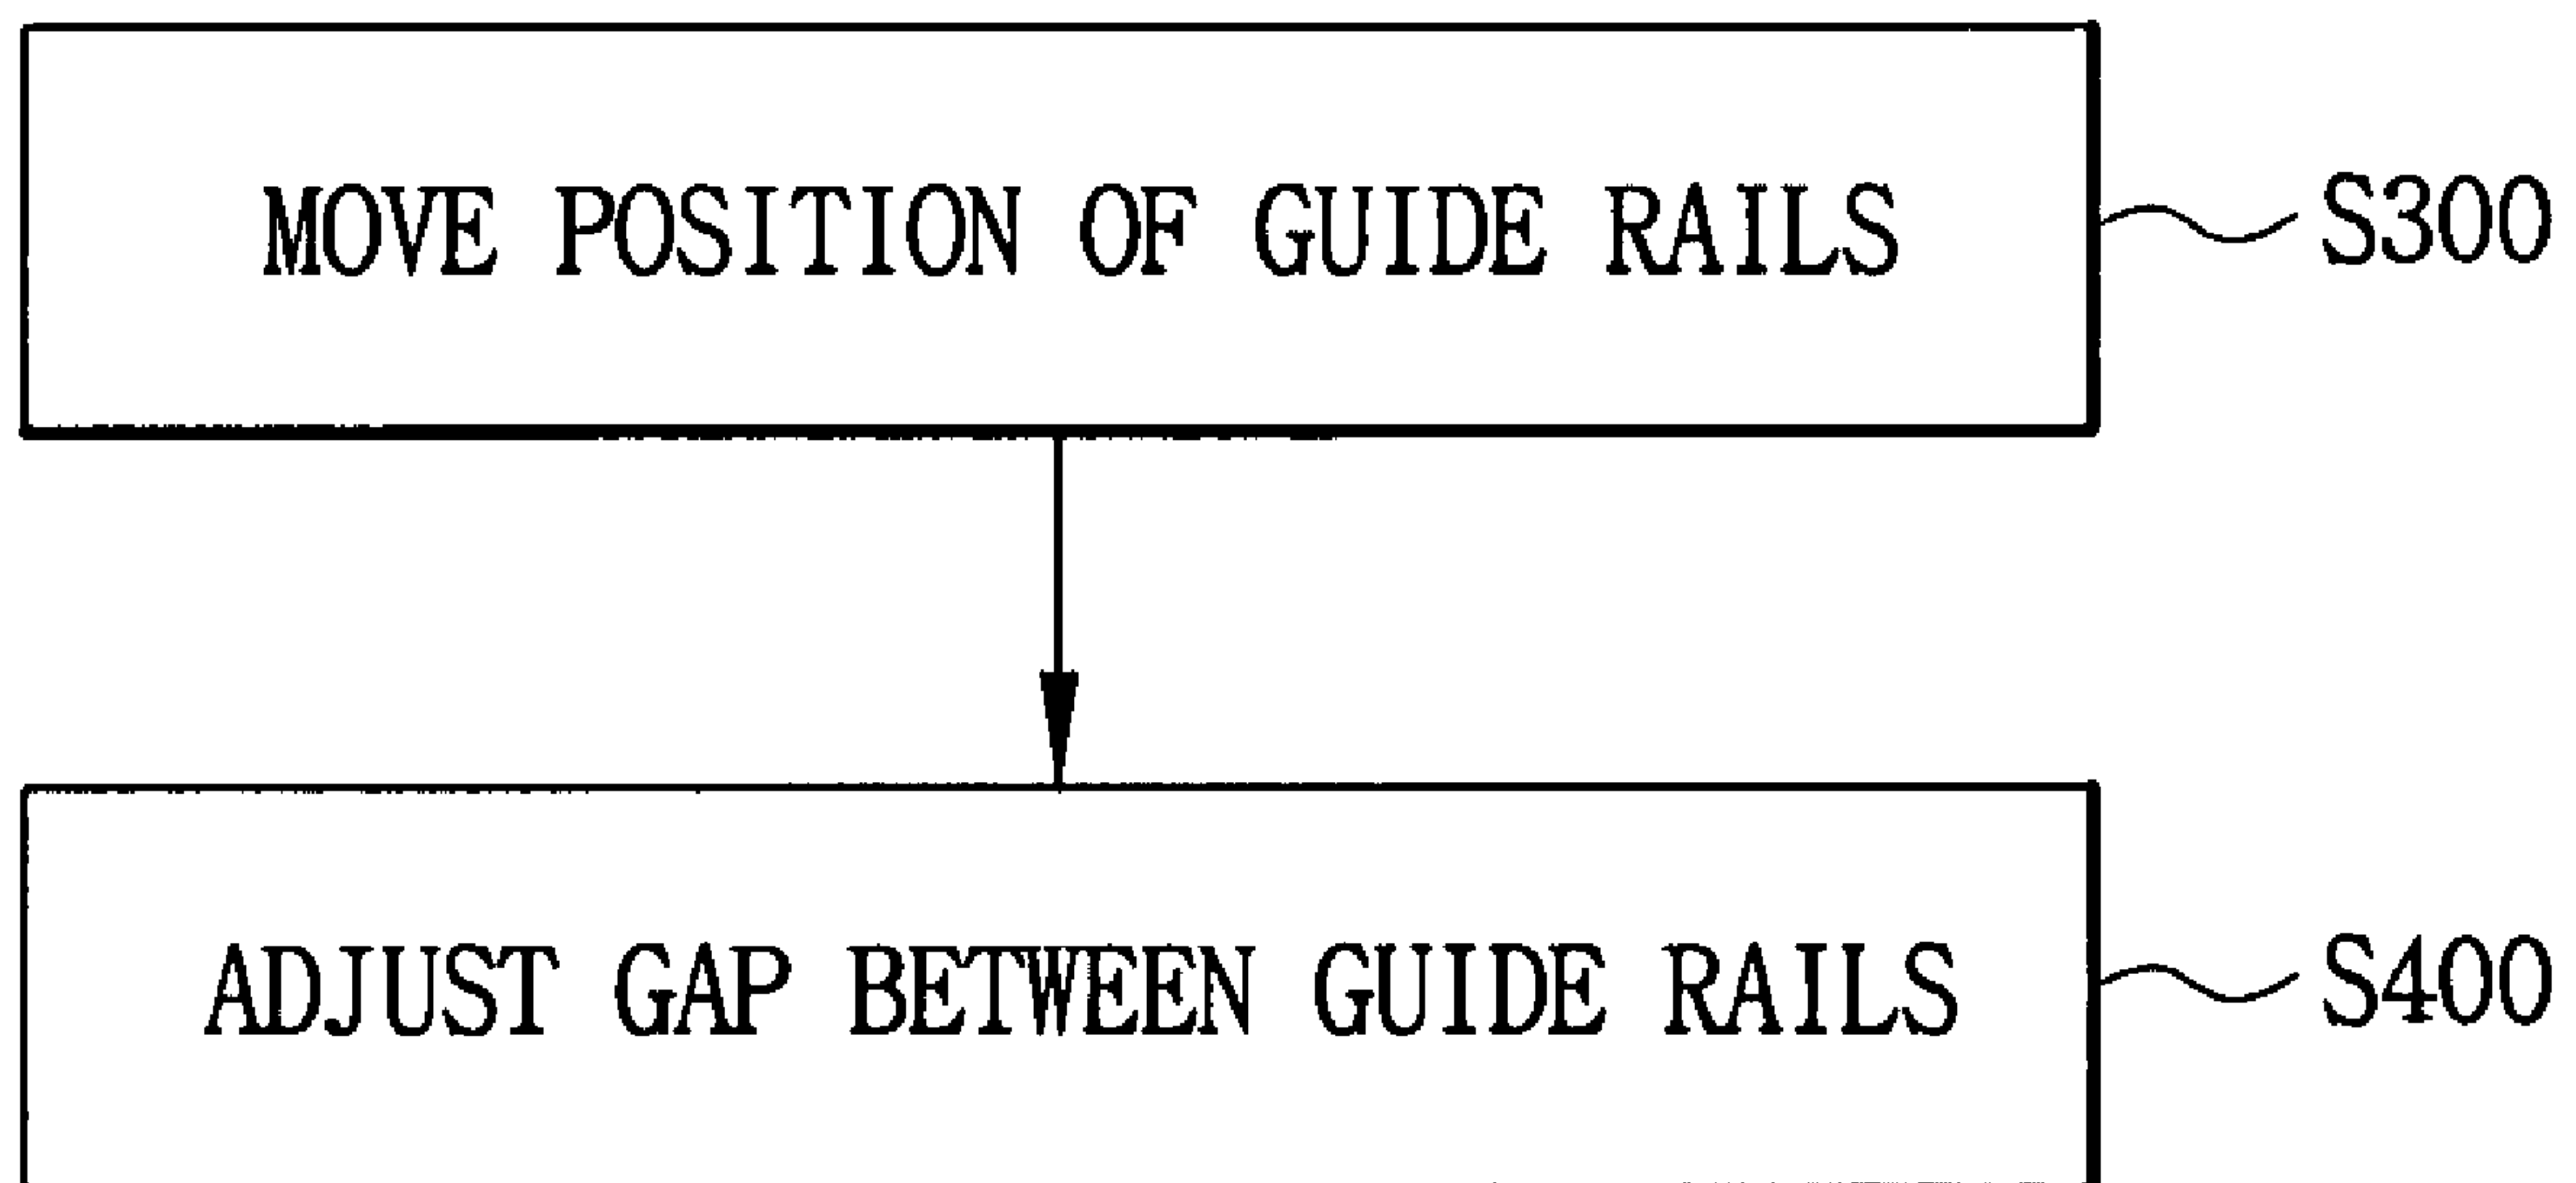 MOVE POSITION OF GUIDE RAILS S300
ADJUST GAP BETWEEN GUIDE RAILS S400